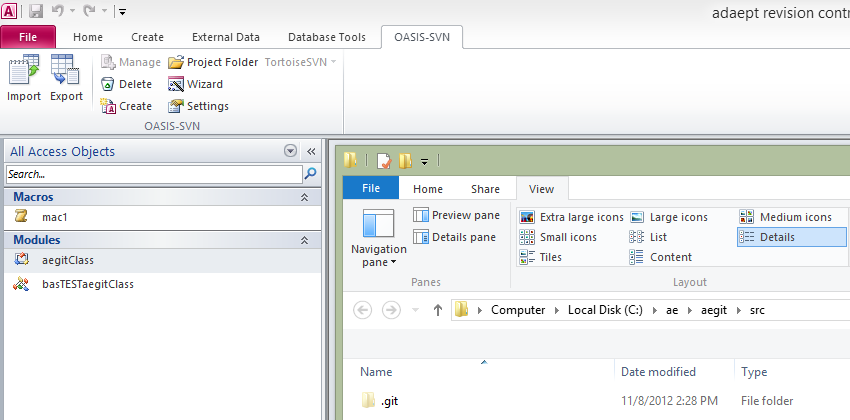 adaept revision contr
File Home Create External Data Database Tools OASIS-SVN
Manage Project Folder TortoiseSVN
Import Export Delete Wizard
Create Settings
OASIS-SVN
All Access Objects
Search...
Macros
mac1
Modules
aegitClass
basTESTaegitClass
File Home Share View
Navigation pane
Preview pane
Details pane
Panes
Extra large icons Large icons Medium icons
Small icons List Details
Tiles Content
Layout
Computer Local Disk (C:) ae aegit src
Name Date modified Type
.git 11/8/2012 2:28 PM File folder